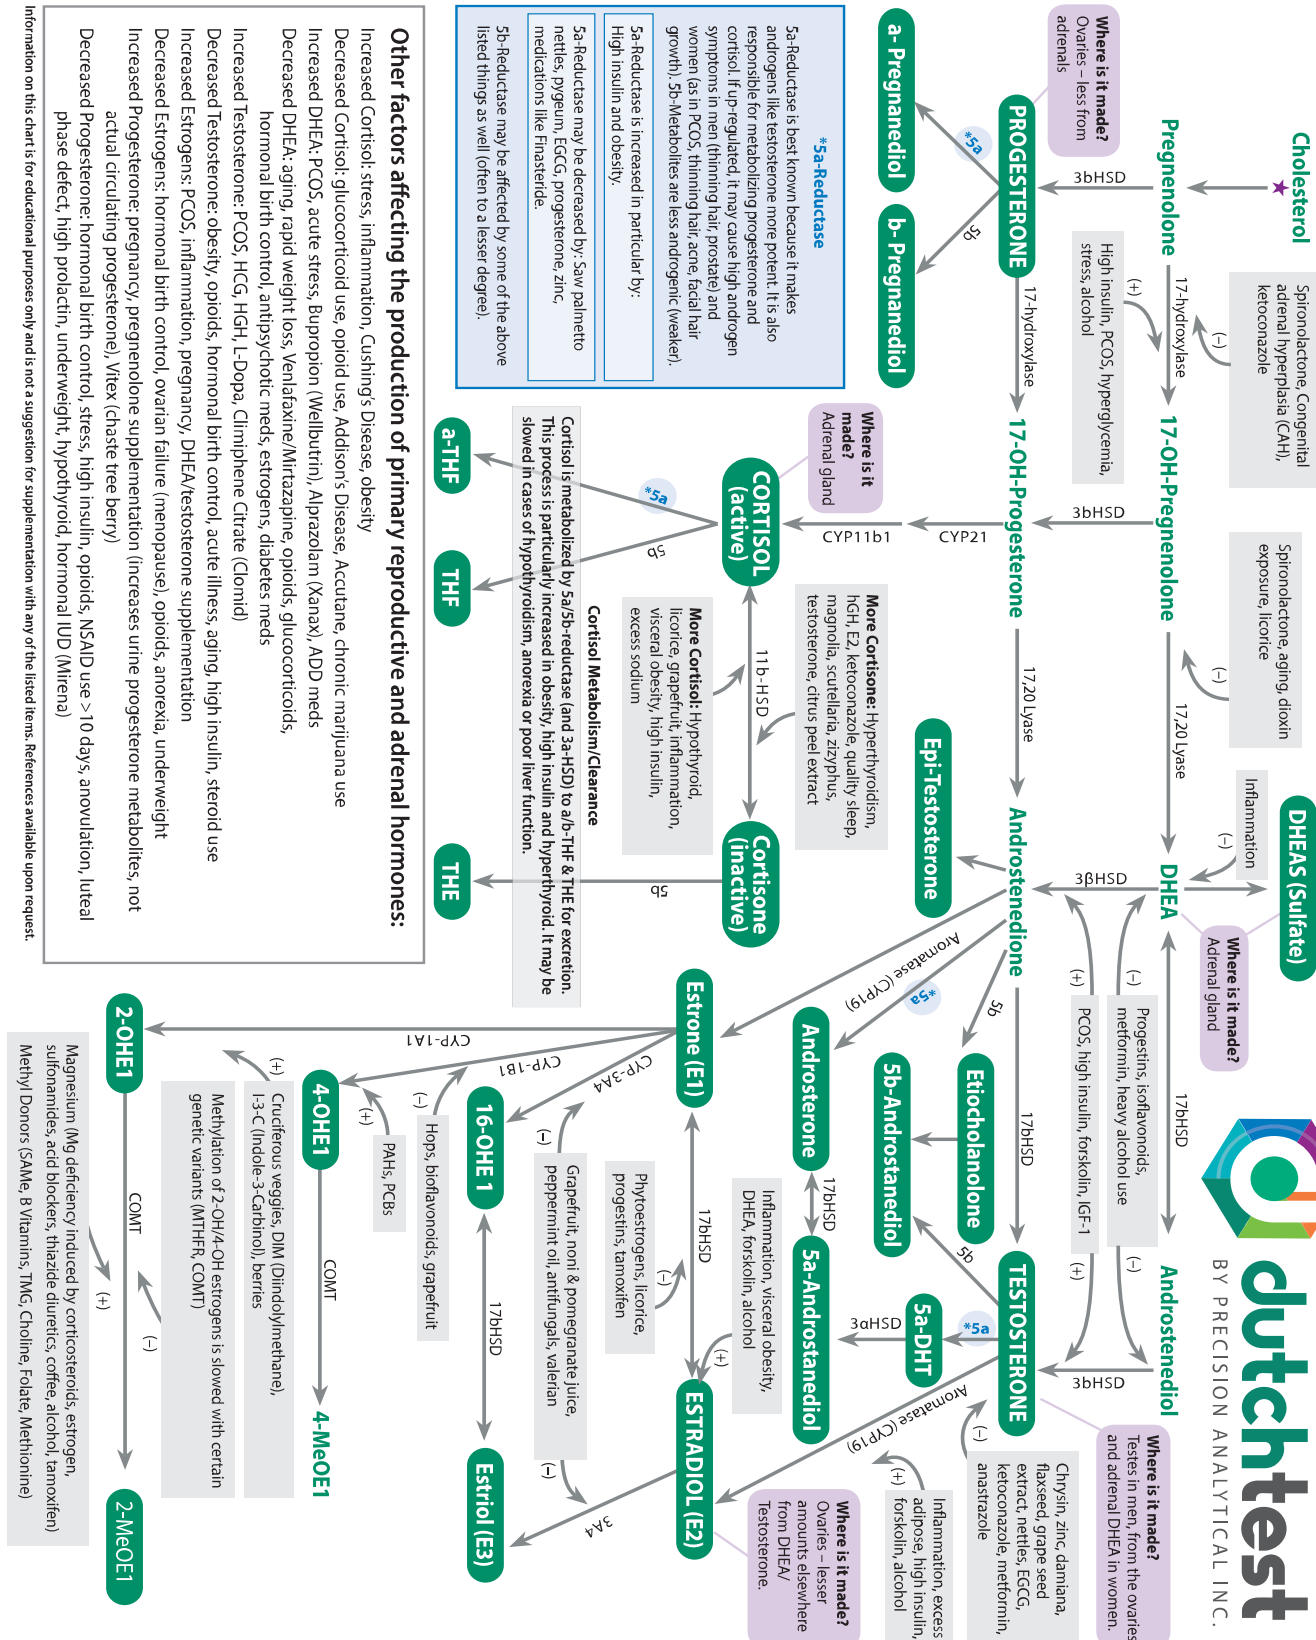 Cholesterol
Pregnenolone
17-hydroxylase
17-OH-Pregnenolone
17,20 Lyase
DHEA
17bHSD
Androstenediol
DHEAS (Sulfate)
Spironolactone, Congenital
adrenal hyperplasia (CAH),
ketoconazole
(–)
High insulin, PCOS, hyperglycemia,
stress, alcohol
(+)
Spironolactone, aging, dioxin
exposure, licorice
(–)
Inflammation
(–)
Where is it made?
Adrenal gland
dutchtest
BY PRECISION ANALYTICAL INC.
Where is it made?
Ovaries – less from
adrenals
3bHSD
3bHSD
3βHSD
3bHSD
(–)
Progestins, isoflavonoids,
metformin, heavy alcohol use
(–)
(+)
PCOS, high insulin, forskolin, IGF-1
(+)
Where is it made?
Testes in men, from the ovaries
and adrenal DHEA in women.
PROGESTERONE
17-hydroxylase
17-OH-Progesterone
17,20 Lyase
Androstenedione
17bHSD
TESTOSTERONE
*5a
5b
a- Pregnanediol
b- Pregnanediol
CYP21
CYP11b1
Where is it
made?
Adrenal gland
CORTISOL
(active)
11b-HSD
Cortisone
(inactive)
More Cortisone: Hyperthyroidism,
hGH, E2, ketoconazole, quality sleep,
magnolia, scutellaria, zizyphus,
testosterone, citrus peel extract
More Cortisol: Hypothyroid,
licorice, grapefruit, inflammation,
visceral obesity, high insulin,
excess sodium
*5a
5b
5b
Cortisol Metabolism/Clearance
Cortisol is metabolized by 5a/5b-reductase (and 3a-HSD) to a/b-THF & THE for excretion.
This process is particularly increased in obesity, high insulin and hyperthyroid. It may be
slowed in cases of hypothyroidism, anorexia or poor liver function.
a-THF
THF
THE
Epi-Testosterone
Aromatase (CYP19)
*5a
5b
Etiocholanolone
5b-Androstanediol
5b
*5a
5a-DHT
3αHSD
Androsterone
17bHSD
5a-Androstanediol
Aromatase (CYP19)
(–)
Chrysin, zinc, damiana,
flaxseed, grape seed
extract, nettles, EGCG,
ketoconazole, metformin,
anastrazole
(+)
Inflammation, excess
adipose, high insulin,
forskolin, alcohol
Where is it made?
Ovaries – lesser
amounts elsewhere
from DHEA/
Testosterone.
Inflammation, visceral obesity,
DHEA, forskolin, alcohol
(+)
Estrone (E1)
17bHSD
ESTRADIOL (E2)
Phytoestrogens, licorice,
progestins, tamoxifen
(–)
CYP-1A1
CYP-1B1
CYP-3A4
3A4
(–)
Grapefruit, noni & pomegranate juice,
peppermint oil, antifungals, valerian
(–)
16-OHE 1
17bHSD
Estriol (E3)
(–)
Hops, bioflavonoids, grapefruit
(+)
PAHs, PCBs
4-OHE1
COMT
4-MeOE1
(+)
Cruciferous veggies, DIM (Diindolylmethane),
I-3-C (Indole-3-Carbinol), berries
Methylation of 2-OH/4-OH estrogens is slowed with certain
genetic variants (MTHFR, COMT)
(–)
2-OHE1
COMT
2-MeOE1
(+)
Magnesium (Mg deficiency induced by corticosteroids, estrogen,
sulfonamides, acid blockers, thiazide diuretics, coffee, alcohol, tamoxifen)
Methyl Donors (SAMe, B Vitamins, TMG, Choline, Folate, Methionine)
*5a-Reductase
5a-Reductase is best known because it makes
androgens like testosterone more potent. It is also
responsible for metabolizing progesterone and
cortisol. If up-regulated, it may cause high androgen
symptoms in men (thinning hair, prostate) and
women (as in PCOS, thinning hair, acne, facial hair
growth). 5b-Metabolites are less androgenic (weaker).
5a-Reductase is increased in particular by:
High insulin and obesity.
5a-Reductase may be decreased by: Saw palmetto
nettles, pygeum, EGCG, progesterone, zinc,
medications like Finasteride.
5b-Reductase may be affected by some of the above
listed things as well (often to a lesser degree).
Other factors affecting the production of primary reproductive and adrenal hormones:
Increased Cortisol: stress, inflammation, Cushing's Disease, obesity
Decreased Cortisol: glucocorticoid use, opioid use, Addison's Disease, Accutane, chronic marijuana use
Increased DHEA: PCOS, acute stress, Bupropion (Wellbutrin), Alprazolam (Xanax), ADD meds
Decreased DHEA: aging, rapid weight loss, Venlafaxine/Mirtazapine, opioids, glucocorticoids,
hormonal birth control, antipsychotic meds, estrogens, diabetes meds
Increased Testosterone: PCOS, HCG, HGH, L-Dopa, Climiphene Citrate (Clomid)
Decreased Testosterone: obesity, opioids, hormonal birth control, acute illness, aging, high insulin, steroid use
Increased Estrogens: PCOS, inflammation, pregnancy, DHEA/testosterone supplementation
Decreased Estrogens: hormonal birth control, ovarian failure (menopause), opioids, anorexia, underweight
Increased Progesterone: pregnancy, pregnenolone supplementation (increases urine progesterone metabolites, not
actual circulating progesterone), Vitex (chaste tree berry)
Decreased Progesterone: hormonal birth control, stress, high insulin, opioids, NSAID use > 10 days, anovulation, luteal
phase defect, high prolactin, underweight, hypothyroid, hormonal IUD (Mirena)
Information on this chart is for educational purposes only and is not a suggestion for supplementation with any of the listed items. References available upon request.